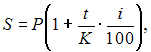 S = P(1 + t/K · i/100),